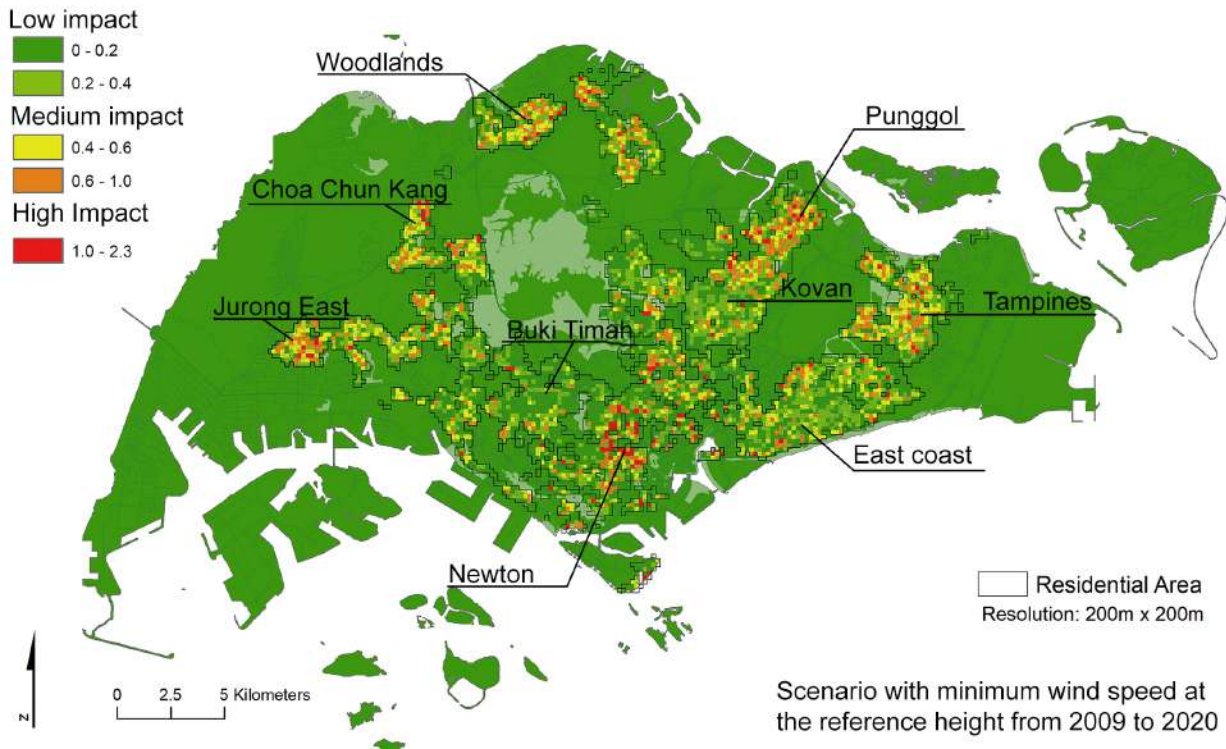 Low impact
0 - 0.2
0.2 - 0.4
Medium impact
0.4 - 0.6
0.6 - 1.0
High Impact
1.0 - 2.3
Woodlands
Punggol
Choa Chun Kang
Kovan
Tampines
Jurong East
Buki Timah
East coast
Newton
Residential Area
Resolution: 200m x 200m
N
0 2.5 5 Kilometers
Scenario with minimum wind speed at
the reference height from 2009 to 2020